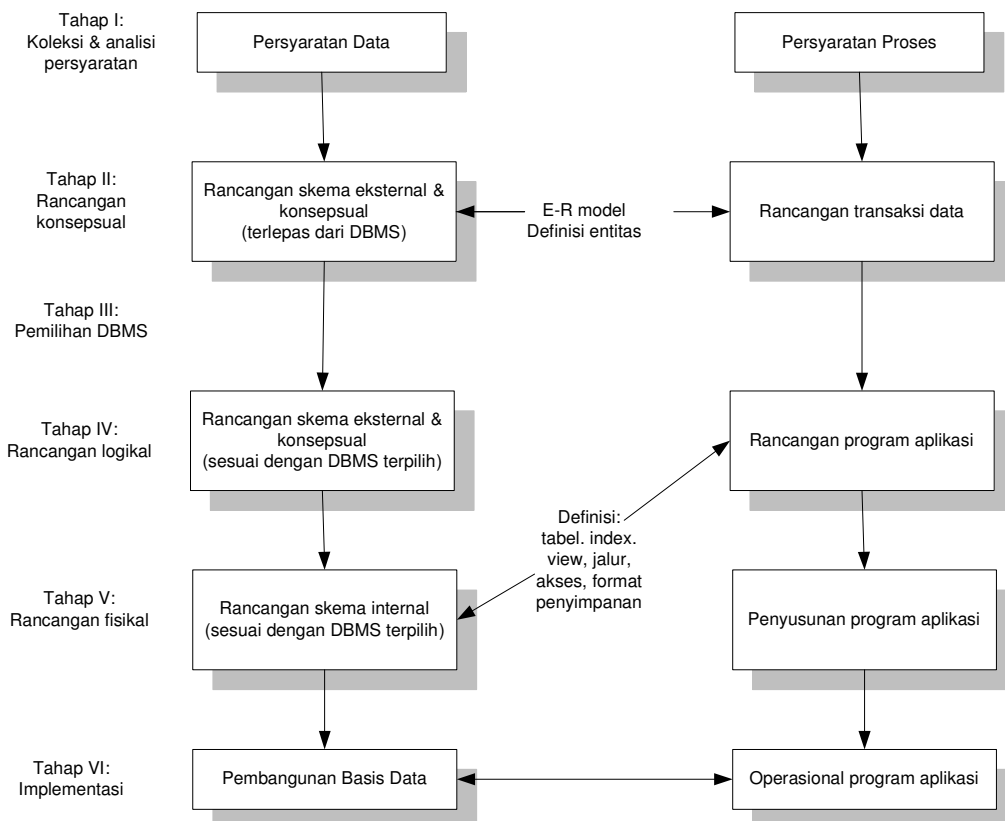 Tahap I:
Koleksi & analisi
persyaratan
Persyaratan Data
Persyaratan Proses
Tahap II:
Rancangan
konsepsual
Rancangan skema eksternal &
konsepsual
(terlepas dari DBMS)
E-R model
Definisi entitas
Rancangan transaksi data
Tahap III:
Pemilihan DBMS
Tahap IV:
Rancangan logikal
Rancangan skema eksternal &
konsepsual
(sesuai dengan DBMS terpilih)
Rancangan program aplikasi
Definisi:
tabel. index.
view, jalur,
akses, format
penyimpanan
Tahap V:
Rancangan fisikal
Rancangan skema internal
(sesuai dengan DBMS terpilih)
Penyusunan program aplikasi
Tahap VI:
Implementasi
Pembangunan Basis Data
Operasional program aplikasi